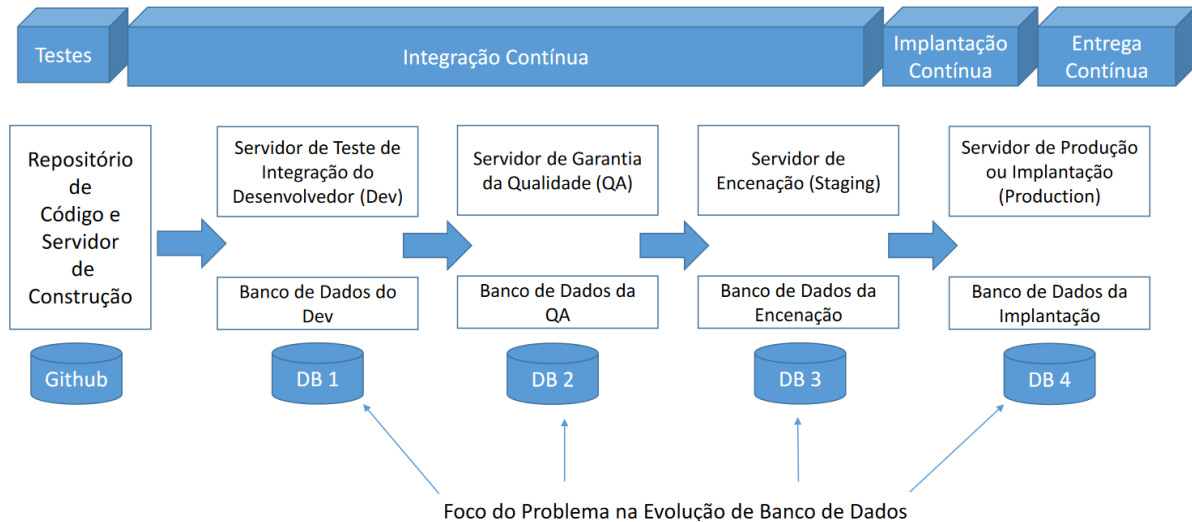 Testes
Integração Contínua
Implantação
Contínua
Entrega
Contínua
Repositório
de
Código e
Servidor
de
Construção
Servidor de Teste de
Integração do
Desenvolvedor (Dev)
Servidor de Garantia
da Qualidade (QA)
Servidor de
Encenação (Staging)
Servidor de Produção
ou Implantação
(Production)
Banco de Dados do
Dev
Banco de Dados da
QA
Banco de Dados da
Encenação
Banco de Dados da
Implantação
Github
DB 1
DB 2
DB 3
DB 4
Foco do Problema na Evolução de Banco de Dados